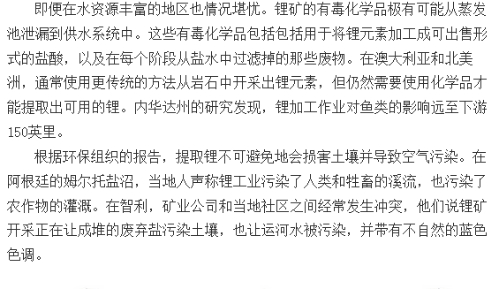 即便在水资源丰富的地区也情况堪忧。锂矿的有毒化学品极有可能从蒸发
池泄漏到供水系统中。这些有毒化学品包括包括用于将锂元素加工成可出售形
式的盐酸，以及在每个阶段从盐水中过滤掉的那些废物。在澳大利亚和北美
洲，通常使用更传统的方法从岩石中开采出锂元素，但仍然需要使用化学品才
能提取出可用的锂。内华达州的研究发现，锂加工作业对鱼类的影响远至下游
150英里。
根据环保组织的报告，提取锂不可避免地会损害土壤并导致空气污染。在
阿根廷的姆尔托盐沼，当地人声称锂工业污染了人类和牲畜的溪流，也污染了
农作物的灌溉。在智利，矿业公司和当地社区之间经常发生冲突，他们说锂矿
开采正在让成堆的废弃盐污染土壤，也让运河水被污染，并带有不自然的蓝色
色调。